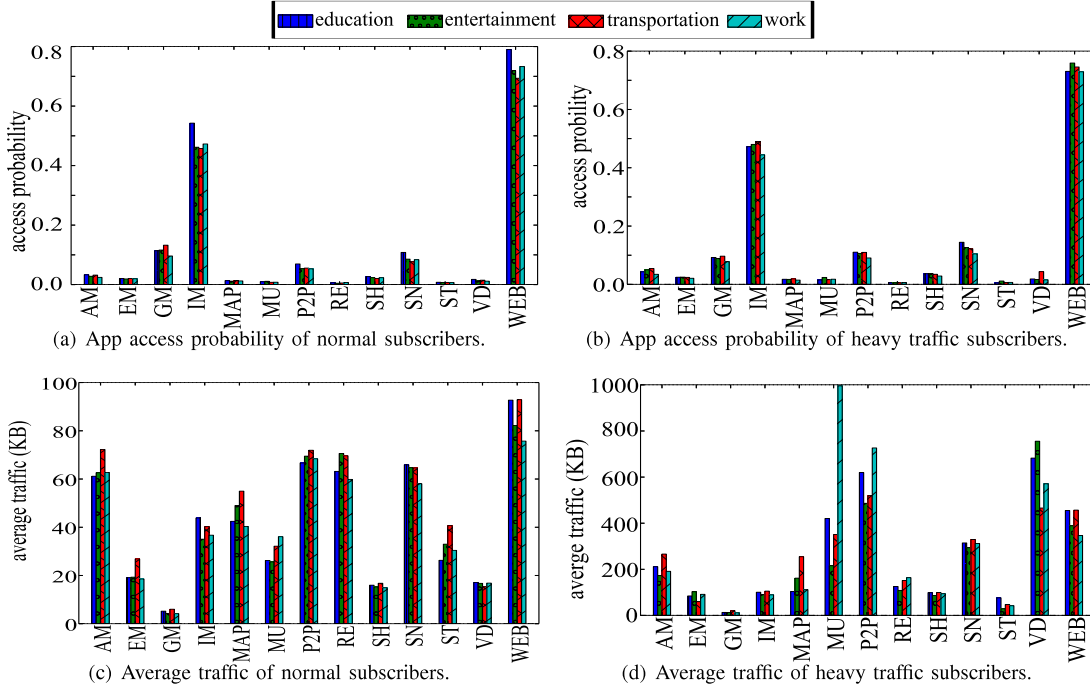 education entertainment transportation work
access probability
0.8
0.6
0.4
0.2
0.0
AM EM GM IM MAP MU P2P RE SH SN ST VD WEB
(a) App access probability of normal subscribers.
access probility
0.8
0.6
0.4
0.2
0.0
AM EM GM IM MAP MU P2P RE SH SN ST VD WEB
(b) App access probability of heavy traffic subscribers.
average traffic (KB)
100
80
60
40
20
0
AM EM GM IM MAP MU P2P RE SH SN ST VD WEB
(c) Average traffic of normal subscribers.
averge traffic (KB)
1000
800
600
400
200
0
AM EM GM IM MAP MU P2P RE SH SN ST VD WEB
(d) Average traffic of heavy traffic subscribers.